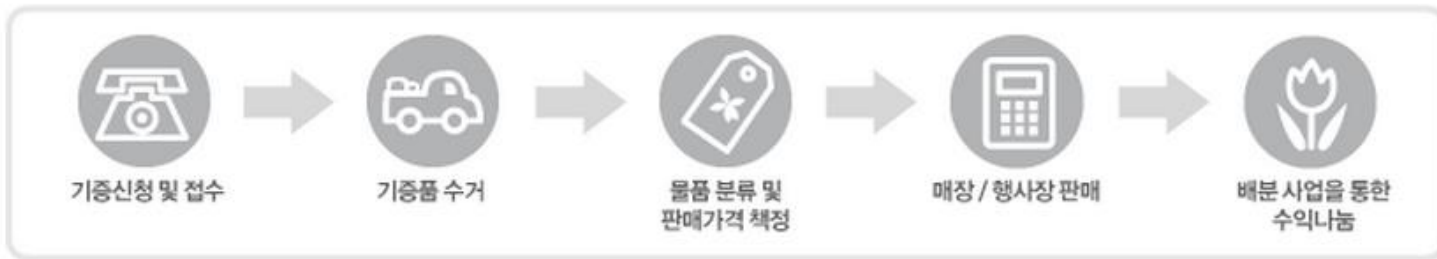 기증신청 및 접수
기증품 수거
물품 분류 및
판매가격 책정
매장 / 행사장 판매
배분 사업을 통한
수익나눔